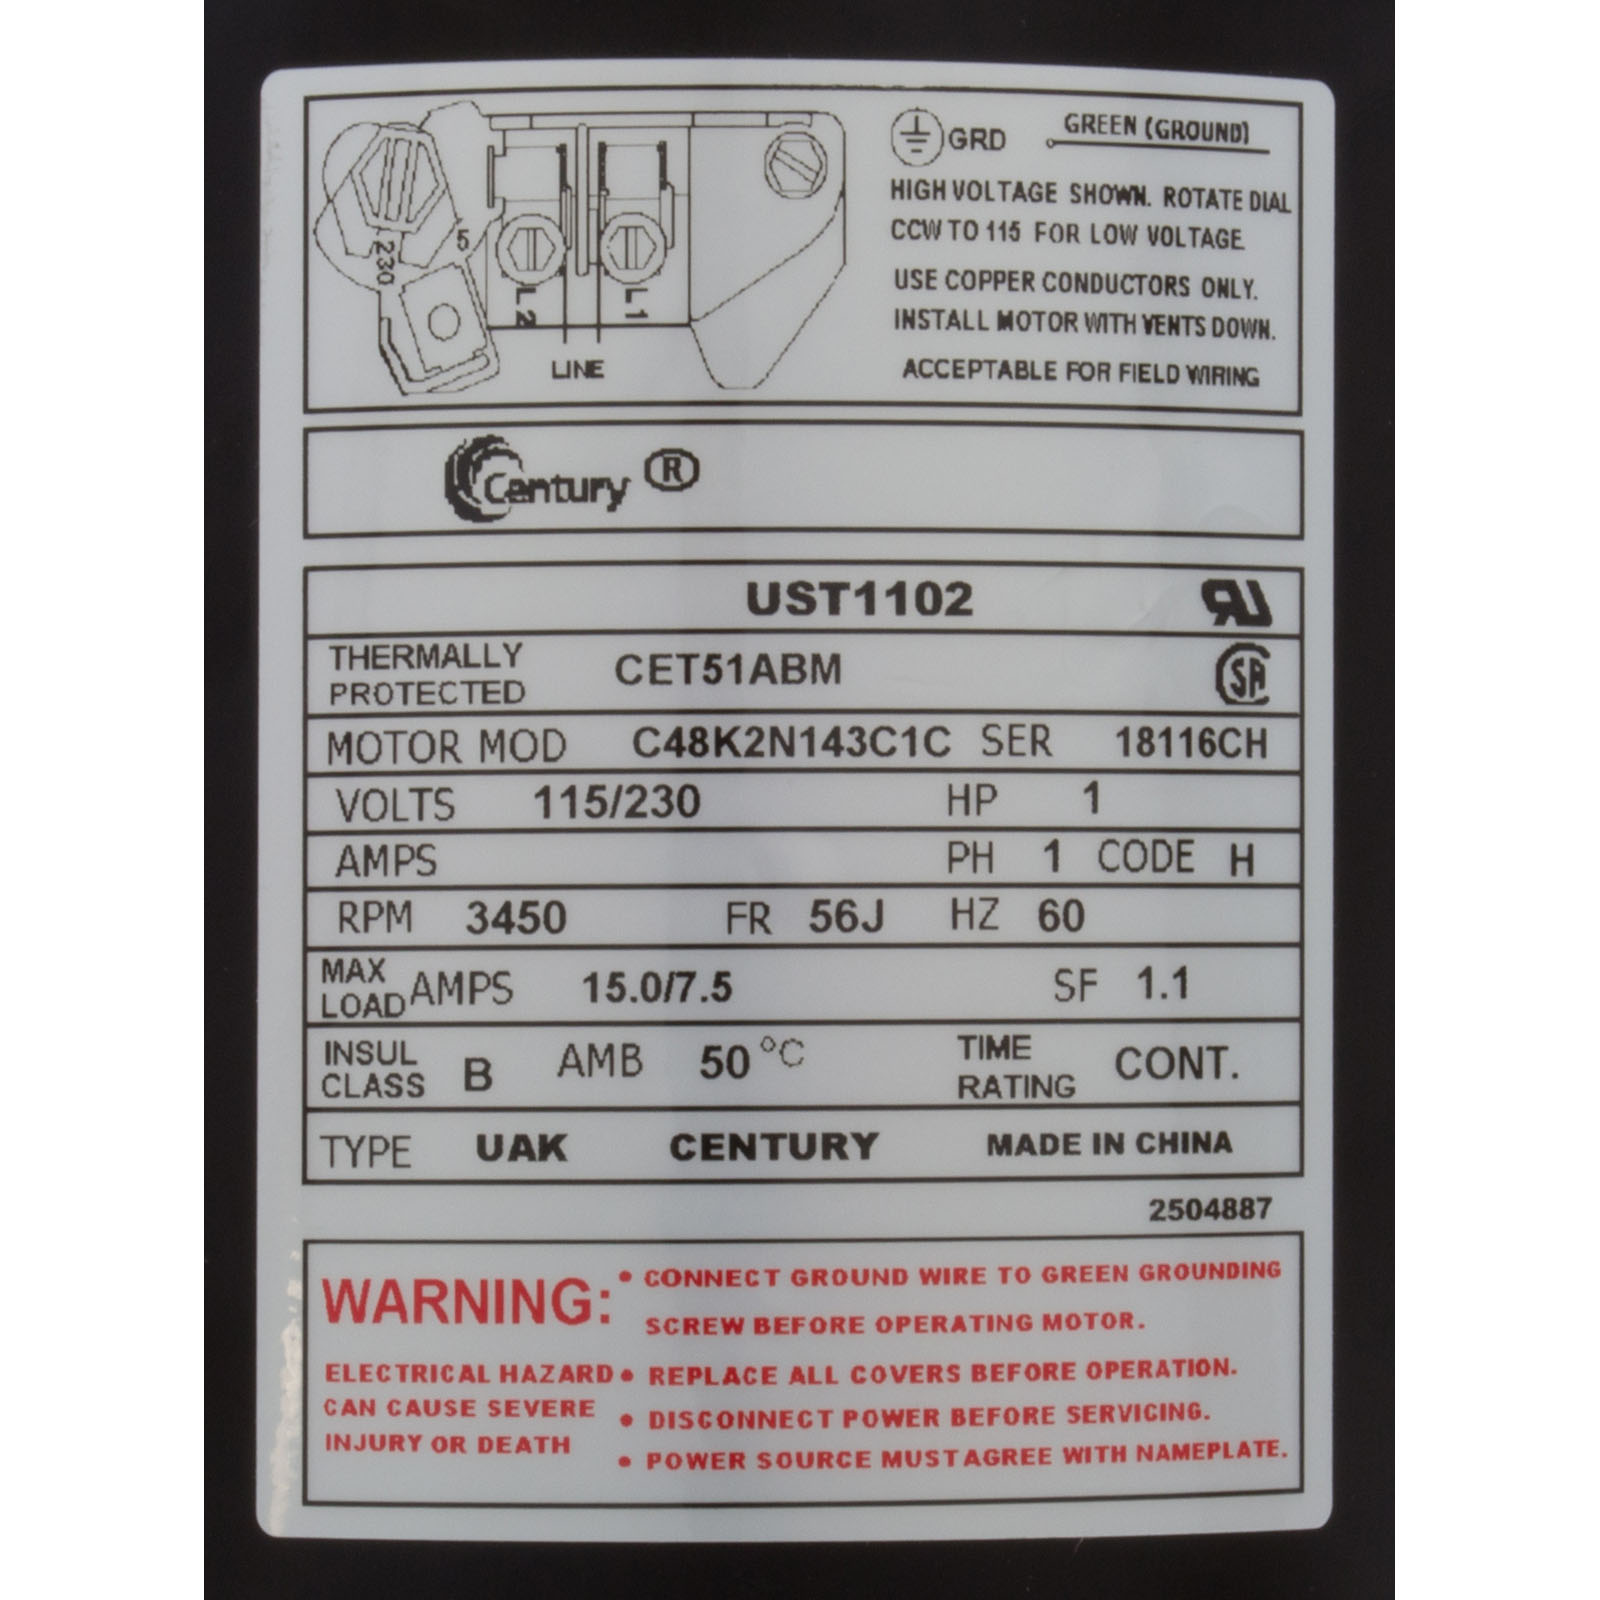 GRD GREEN (GROUND)
HIGH VOLTAGE SHOWN. ROTATE DIAL
CCW TO 115 FOR LOW VOLTAGE
USE COPPER CONDUCTORS ONLY.
INSTALL MOTOR WITH VENTS DOWN.
ACCEPTABLE FOR FIELD WIRING
5
230
L2
L1
LINE
Century ®
UST1102
THERMALLY PROTECTED CET51ABM SA
MOTOR MOD C48K2N143C1C SER 18116CH
VOLTS 115/230 HP 1
AMPS PH 1 CODE H
RPM 3450 FR 56J HZ 60
MAX LOAD AMPS 15.0/7.5 SF 1.1
INSUL CLASS B AMB 50 °C TIME RATING CONT.
TYPE UAK CENTURY MADE IN CHINA
2504887
WARNING:
ELECTRICAL HAZARD
CAN CAUSE SEVERE
INJURY OR DEATH
• CONNECT GROUND WIRE TO GREEN GROUNDING
SCREW BEFORE OPERATING MOTOR.
• REPLACE ALL COVERS BEFORE OPERATION.
• DISCONNECT POWER BEFORE SERVICING.
• POWER SOURCE MUST AGREE WITH NAMEPLATE.